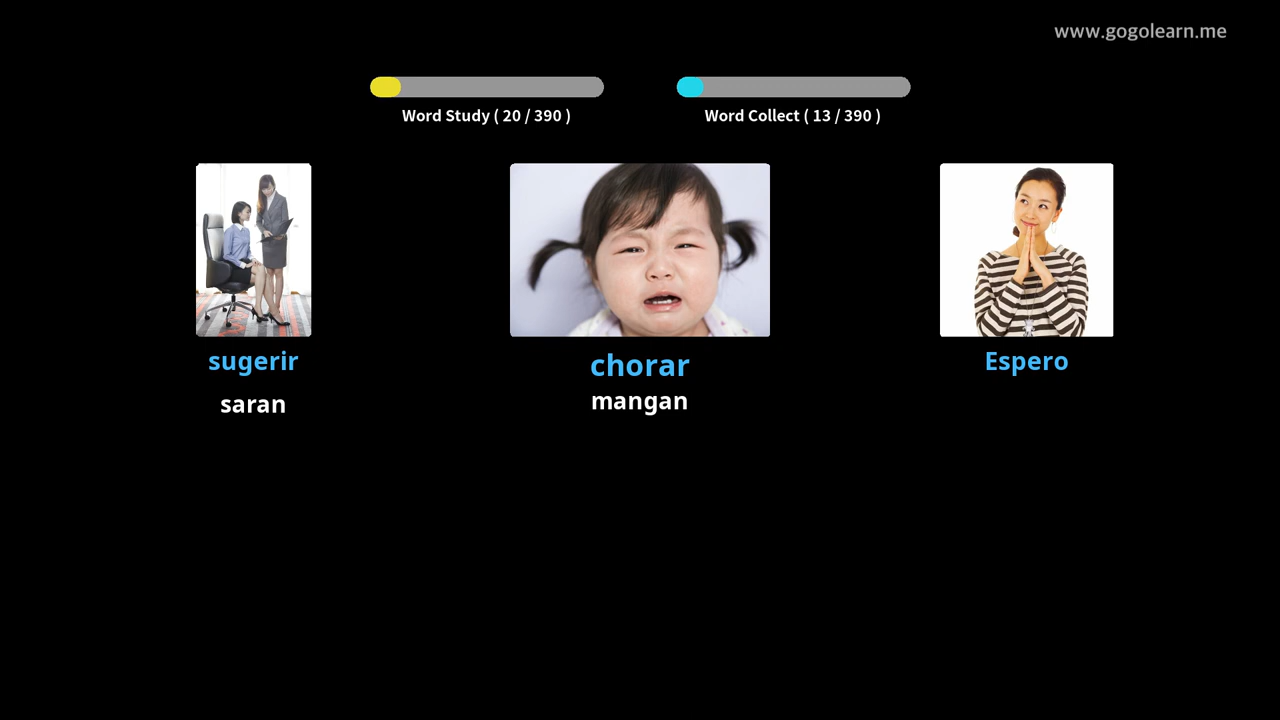 www.gogolearn.me
Word Study ( 20 / 390 )
Word Collect ( 13 / 390 )
sugerir
saran
chorar
mangan
Espero